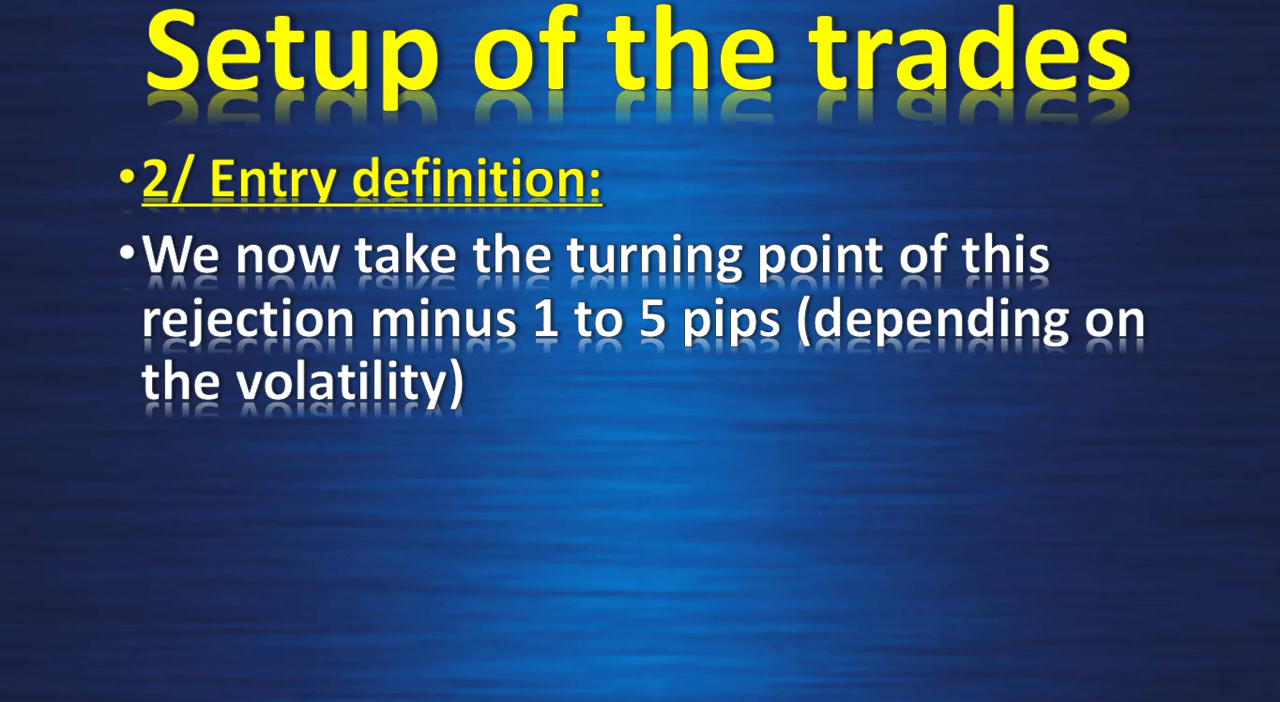 Setup of the trades
•2/ Entry definition:
•We now take the turning point of this
rejection minus 1 to 5 pips (depending on
the volatility)